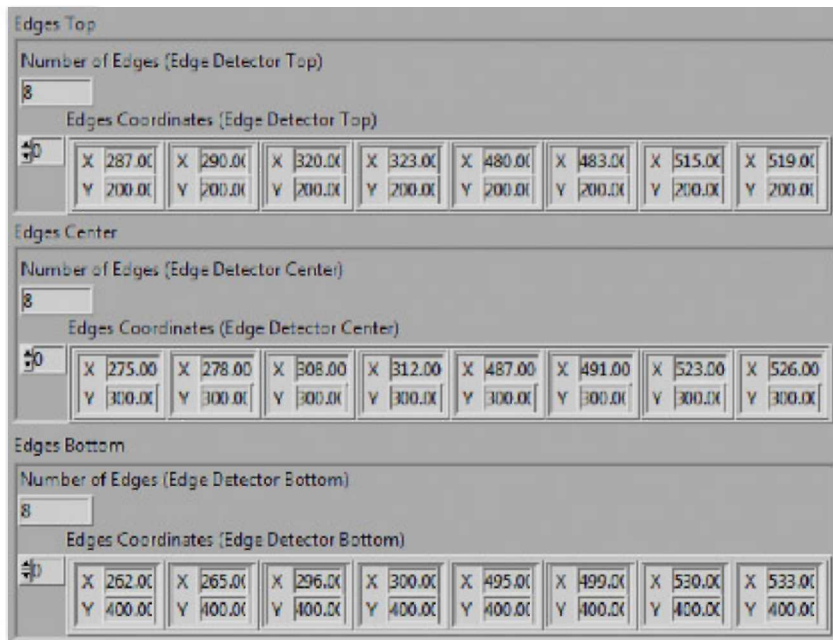 Edges Top
Number of Edges (Edge Detector Top)
8
Edges Coordinates (Edge Detector Top)
0 X 287.00 X 290.00 X 320.00 X 323.00 X 480.00 X 483.00 X 515.00 X 519.00
Y 200.00 Y 200.00 Y 200.00 Y 200.00 Y 200.00 Y 200.00 Y 200.00 Y 200.00
Edges Center
Number of Edges (Edge Detector Center)
8
Edges Coordinates (Edge Detector Center)
0 X 275.00 X 278.00 X 308.00 X 312.00 X 487.00 X 491.00 X 523.00 X 526.00
Y 300.00 Y 300.00 Y 300.00 Y 300.00 Y 300.00 Y 300.00 Y 300.00 Y 300.00
Edges Bottom
Number of Edges (Edge Detector Bottom)
8
Edges Coordinates (Edge Detector Bottom)
0 X 262.00 X 265.00 X 296.00 X 300.00 X 495.00 X 499.00 X 530.00 X 533.00
Y 400.00 Y 400.00 Y 400.00 Y 400.00 Y 400.00 Y 400.00 Y 400.00 Y 400.00